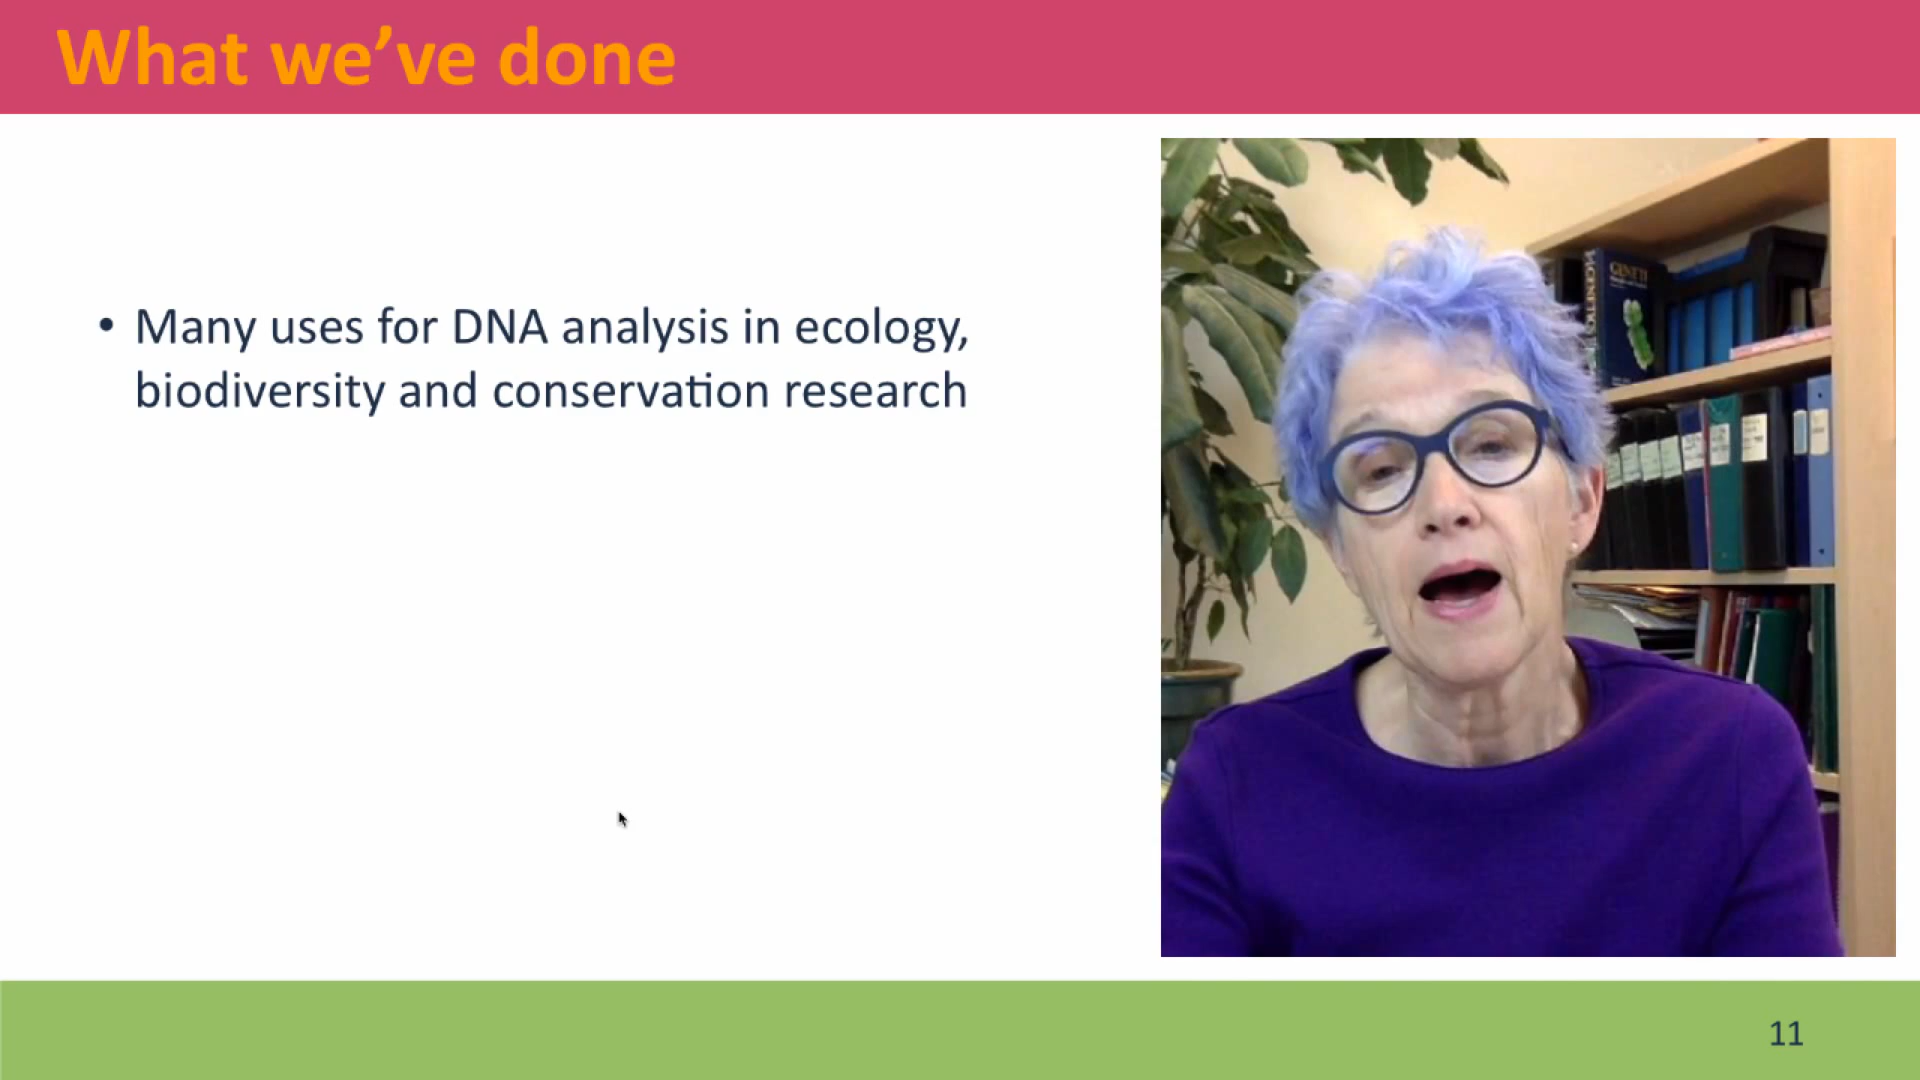 What we’ve done
• Many uses for DNA analysis in ecology,
biodiversity and conservation research
11